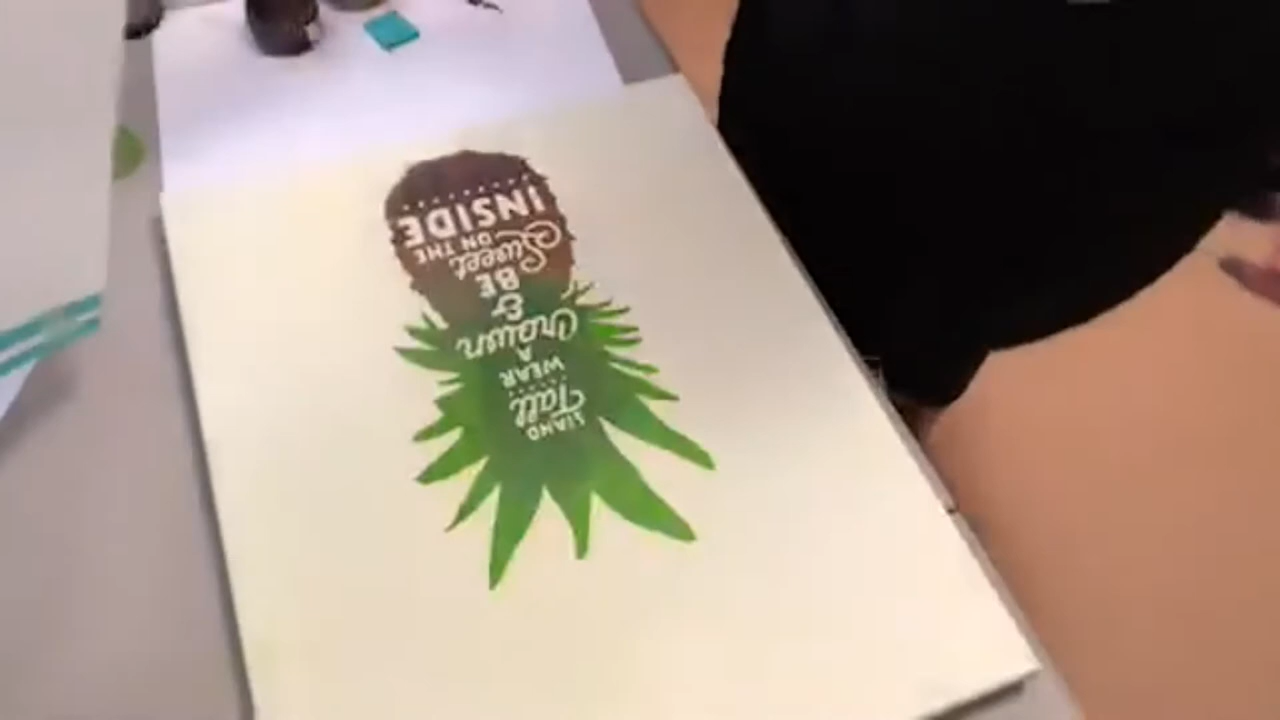 STAND
Tall
WEAR
A
Crown
&
BE
Sweet
ON THE
INSIDE